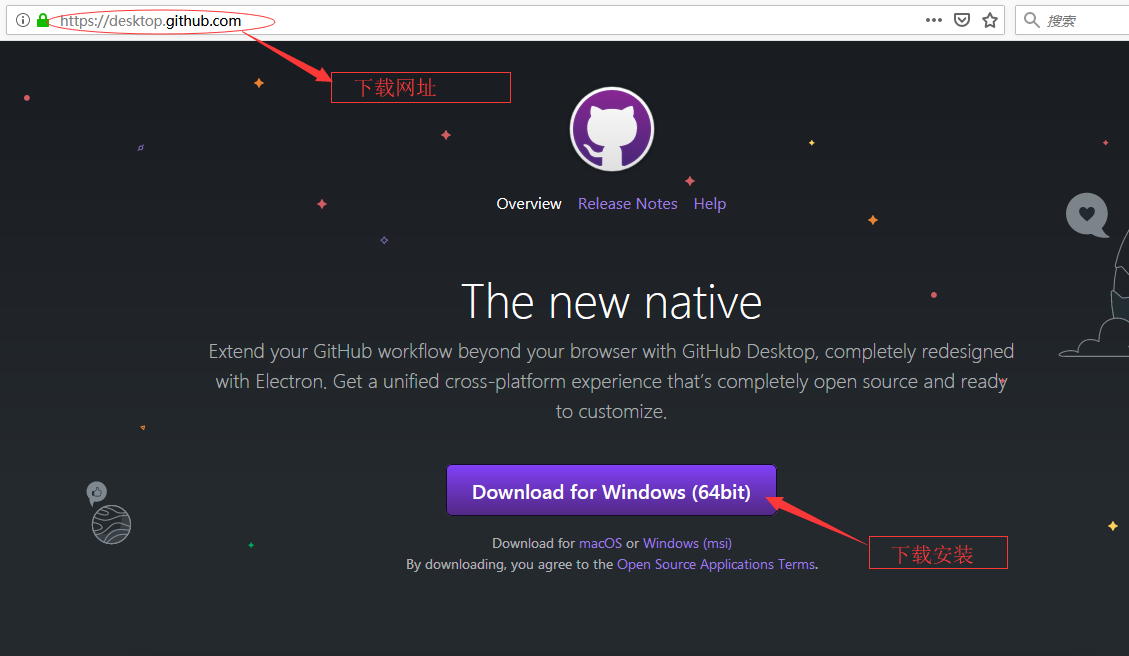 https://desktop.github.com
搜索
下载网址
Overview Release Notes Help
The new native
Extend your GitHub workflow beyond your browser with GitHub Desktop, completely redesigned
with Electron. Get a unified cross-platform experience that's completely open source and ready
to customize.
Download for Windows (64bit)
下载安装
Download for macOS or Windows (msi)
By downloading, you agree to the Open Source Applications Terms.